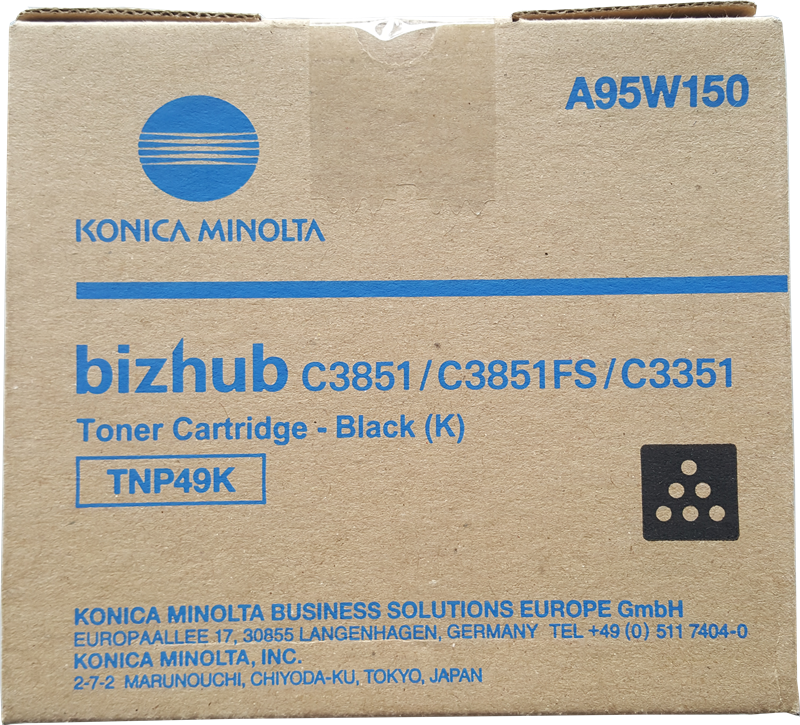 A95W150
KONICA MINOLTA
bizhub C3851/C3851FS/C3351
Toner Cartridge - Black (K)
TNP49K
KONICA MINOLTA BUSINESS SOLUTIONS EUROPE GmbH
EUROPAALLEE 17, 30855 LANGENHAGEN, GERMANY TEL +49 (0) 511 7404-0
KONICA MINOLTA, INC.
2-7-2 MARUNOUCHI, CHIYODA-KU, TOKYO, JAPAN